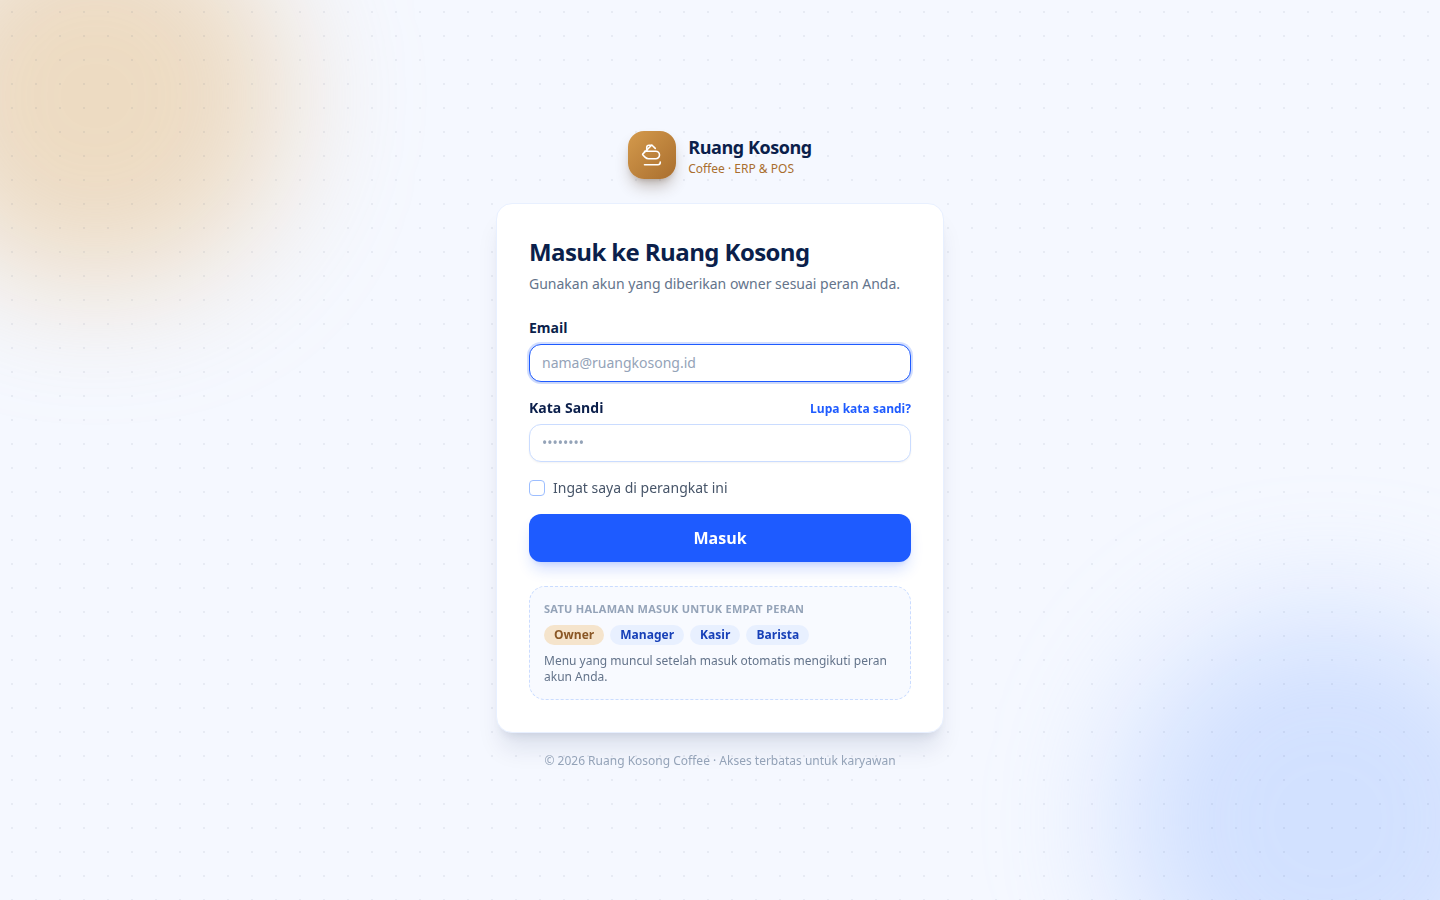 Ruang Kosong
Coffee · ERP & POS
Masuk ke Ruang Kosong
Gunakan akun yang diberikan owner sesuai peran Anda.
Email
nama@ruangkosong.id
Kata Sandi
Lupa kata sandi?
••••••••
Ingat saya di perangkat ini
Masuk
SATU HALAMAN MASUK UNTUK EMPAT PERAN
Owner Manager Kasir Barista
Menu yang muncul setelah masuk otomatis mengikuti peran
akun Anda.
© 2026 Ruang Kosong Coffee · Akses terbatas untuk karyawan